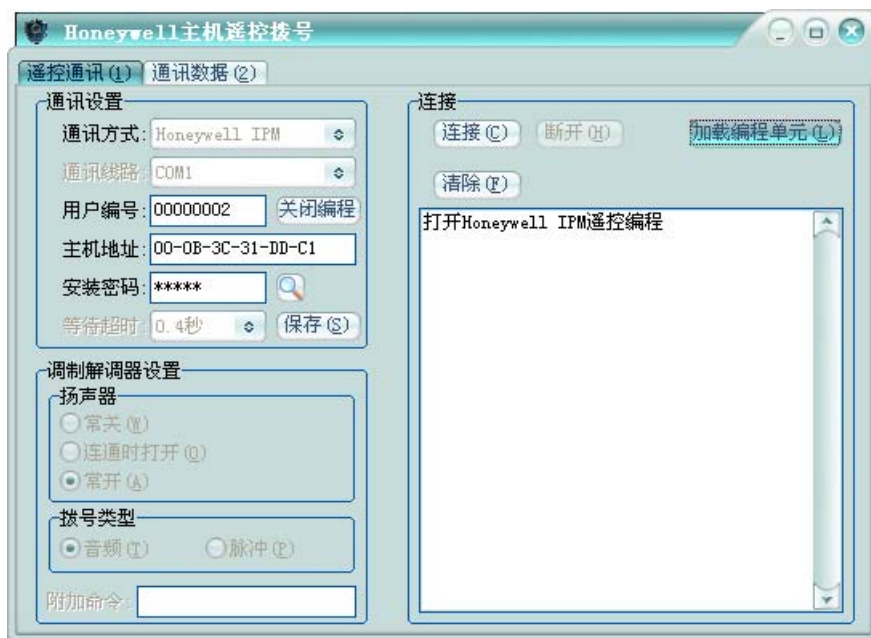 Honeywell主机遥控拨号
遥控通讯(1) 通讯数据(2)
通讯设置
通讯方式: Honeywell IPM
通讯线路: COM1
用户编号: 00000002 关闭编程
主机地址: 00-0B-3C-31-DD-C1
安装密码: *****
等待超时: 0.4秒 保存(S)
调制解调器设置
扬声器
常关(W)
连通时打开(O)
常开(A)
拨号类型
音频(T) 脉冲(P)
附加命令:
连接
连接(C) 断开(H) 加载编程单元(L)
清除(F)
打开Honeywell IPM遥控编程